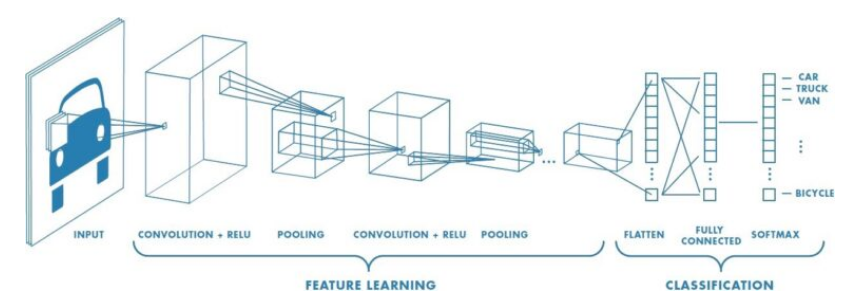 CAR
TRUCK
VAN
BICYCLE
INPUT
CONVOLUTION + RELU
POOLING
CONVOLUTION + RELU
POOLING
FLATTEN
FULLY
CONNECTED
SOFTMAX
FEATURE LEARNING
CLASSIFICATION